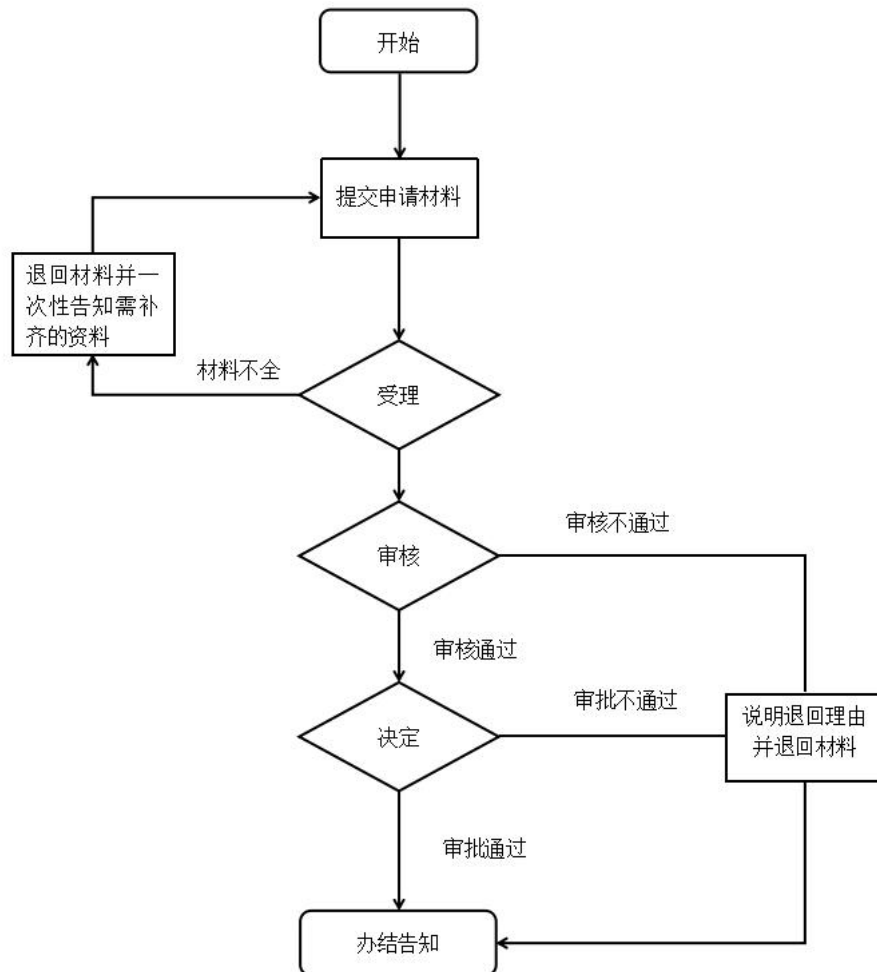 开始
提交申请材料
退回材料并一
次性告知需补
齐的资料
材料不全
受理
审核不通过
审核
审核通过
审批不通过
说明退回理由
并退回材料
决定
审批通过
办结告知